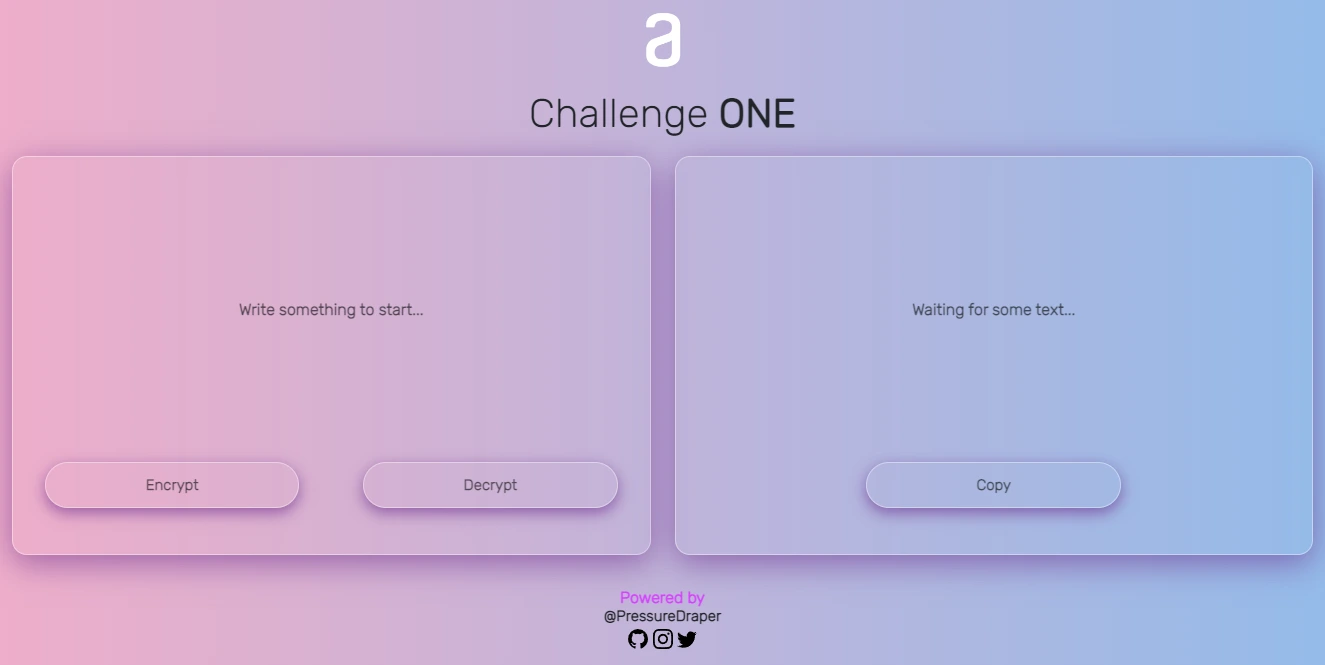 a
Challenge ONE
Write something to start...
Waiting for some text...
Encrypt
Decrypt
Copy
Powered by
@PressureDraper